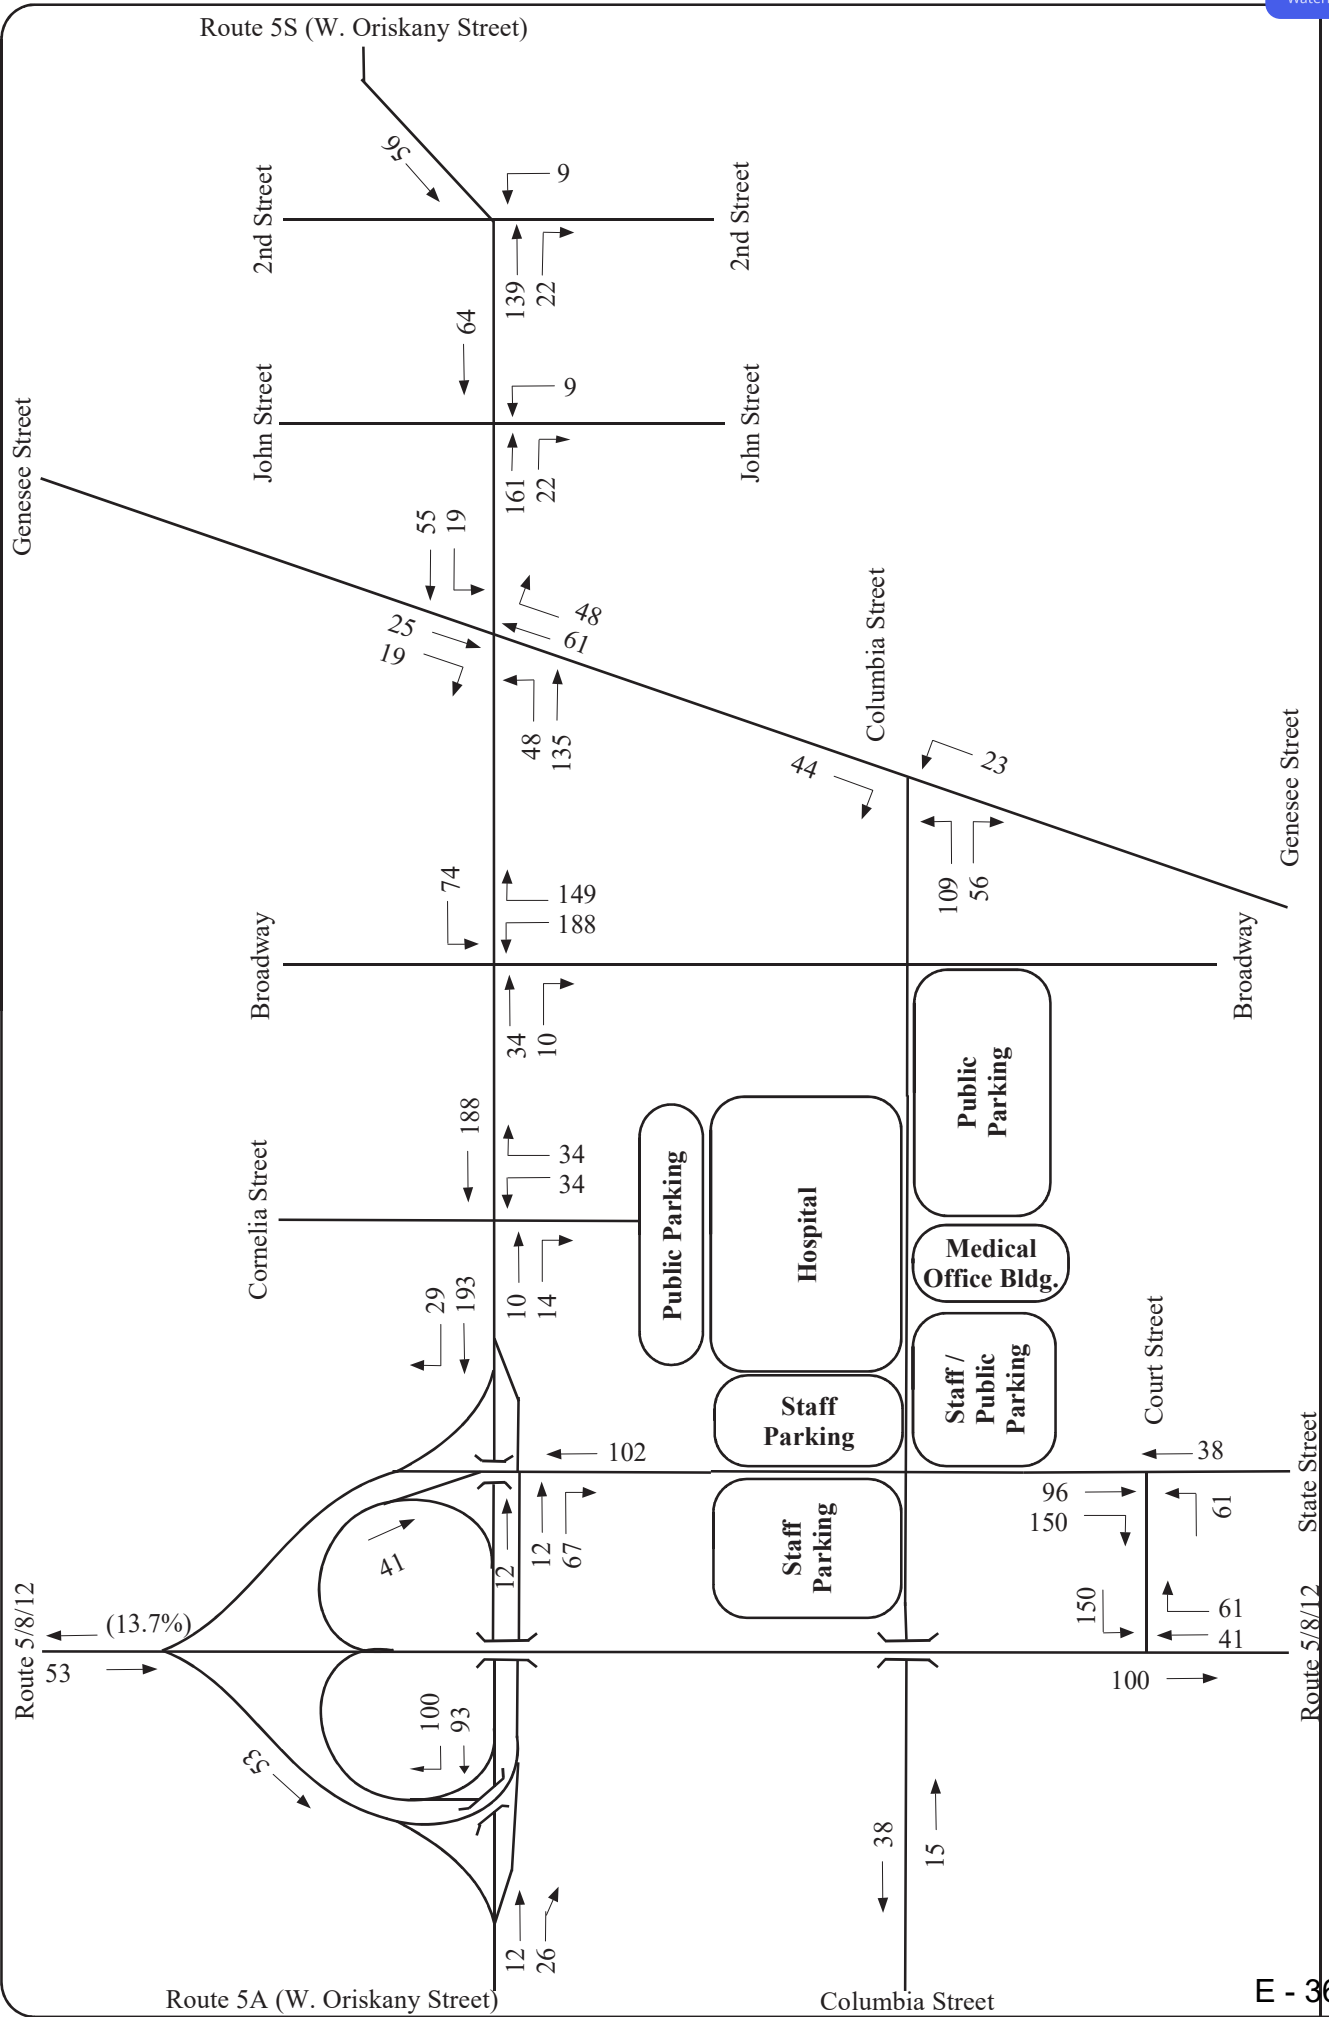 Water
Route 5S (W. Oriskany Street)
56
9
2nd Street
2nd Street
139
22
64
John Street
9
John Street
161
22
Genesee Street
55
19
25
19
48
61
48
135
Columbia Street
44
23
109
56
Genesee Street
74
149
188
Broadway
34
10
Broadway
Public
Parking
188
34
34
Cornelia Street
Public Parking
Hospital
Medical
Office Bldg.
29
193
10
14
Court Street
Staff
Parking
Staff /
Public
Parking
102
38
State Street
96
150
61
41
12
12
67
Staff
Parking
Route 5/8/12
(13.7%)
53
150
61
41
100
Route 5/8/12
100
93
53
38
15
12
26
Route 5A (W. Oriskany Street)
Columbia Street
E - 36